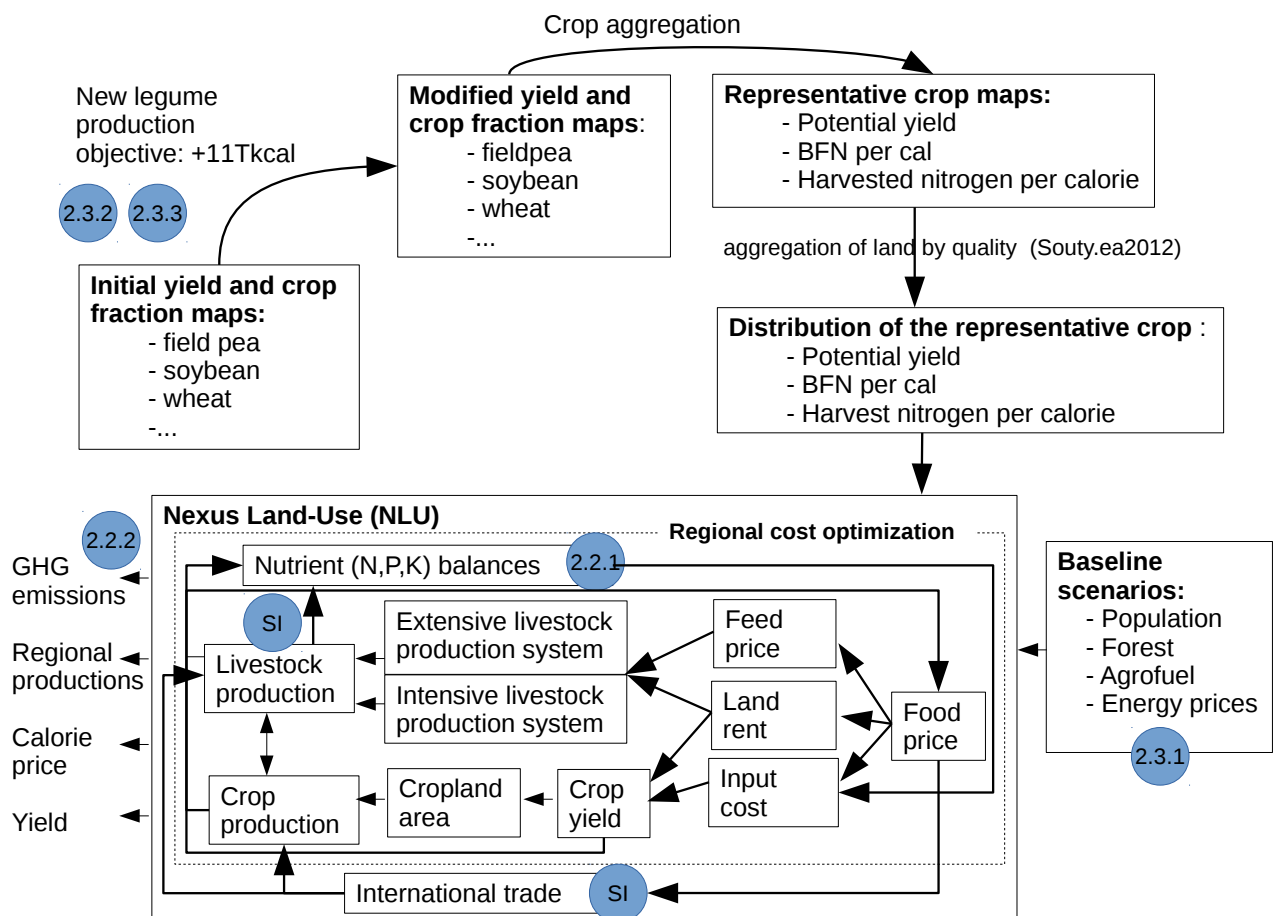 Crop aggregation
New legume
production
objective: +11Tkcal
2.3.2
2.3.3
Modified yield and
crop fraction maps:
- fieldpea
- soybean
- wheat
-...
Representative crop maps:
- Potential yield
- BFN per cal
- Harvested nitrogen per calorie
aggregation of land by quality (Souty.ea2012)
Initial yield and crop
fraction maps:
- field pea
- soybean
- wheat
-...
Distribution of the representative crop :
- Potential yield
- BFN per cal
- Harvest nitrogen per calorie
Nexus Land-Use (NLU)
Regional cost optimization
2.2.2
GHG
emissions
Regional
productions
Calorie
price
Yield
Nutrient (N,P,K) balances
2.2.1
SI
Livestock
production
Extensive livestock
production system
Intensive livestock
production system
Feed
price
Land
rent
Food
price
Crop
production
Cropland
area
Crop
yield
Input
cost
International trade
SI
Baseline
scenarios:
- Population
- Forest
- Agrofuel
- Energy prices
2.3.1